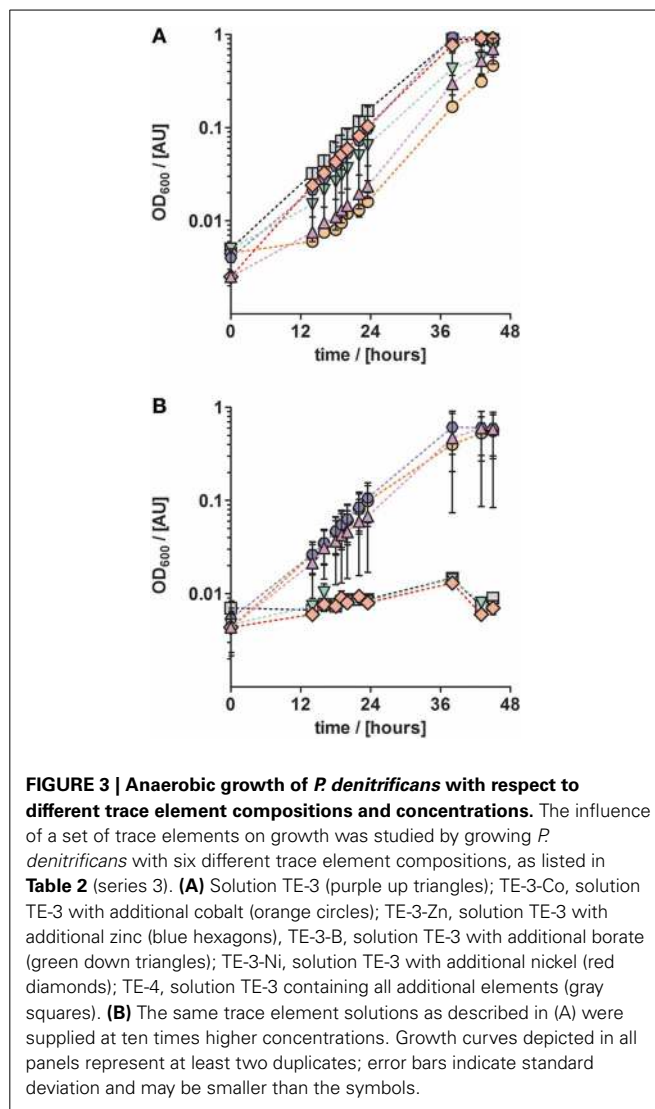 A
1
0.1
0.01
OD600 / [AU]
0 12 24 36 48
time / [hours]
B
1
0.1
0.01
OD600 / [AU]
0 12 24 36 48
time / [hours]
FIGURE 3 | Anaerobic growth of P. denitrificans with respect to
different trace element compositions and concentrations. The influence
of a set of trace elements on growth was studied by growing P.
denitrificans with six different trace element compositions, as listed in
Table 2 (series 3). (A) Solution TE-3 (purple up triangles); TE-3-Co, solution
TE-3 with additional cobalt (orange circles); TE-3-Zn, solution TE-3 with
additional zinc (blue hexagons), TE-3-B, solution TE-3 with additional borate
(green down triangles); TE-3-Ni, solution TE-3 with additional nickel (red
diamonds); TE-4, solution TE-3 containing all additional elements (gray
squares). (B) The same trace element solutions as described in (A) were
supplied at ten times higher concentrations. Growth curves depicted in all
panels represent at least two duplicates; error bars indicate standard
deviation and may be smaller than the symbols.